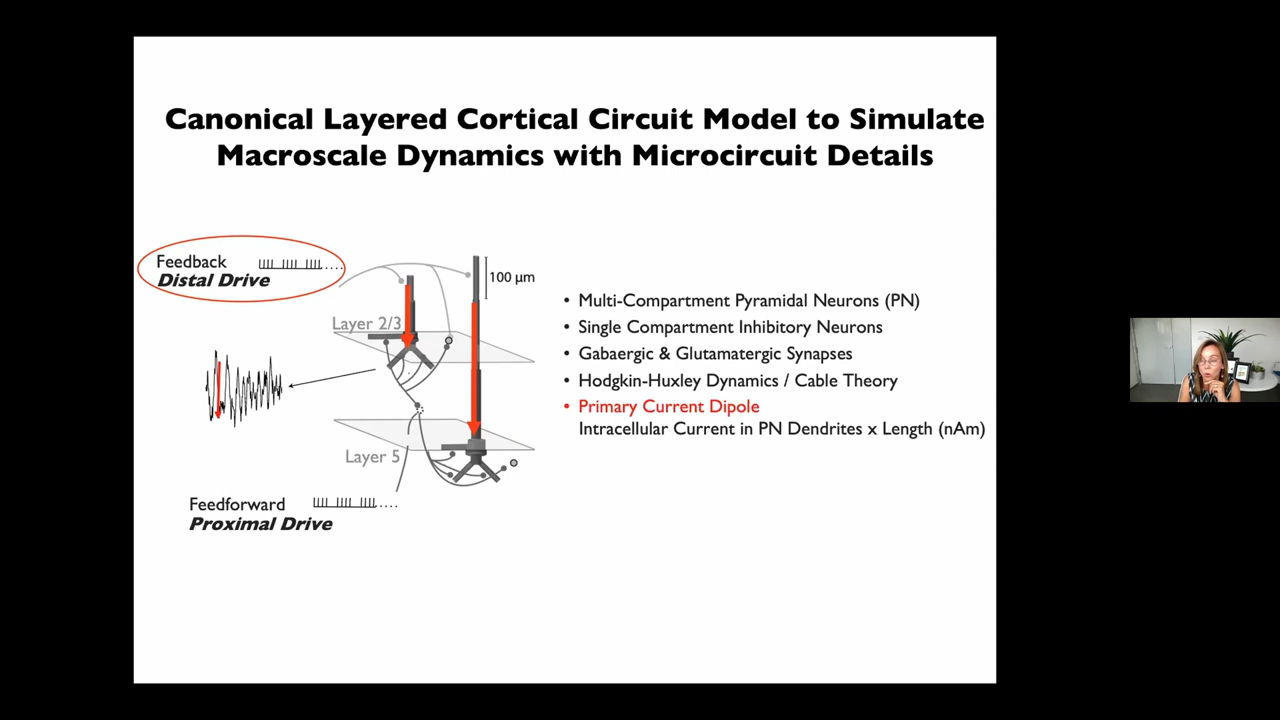 Canonical Layered Cortical Circuit Model to Simulate
Macroscale Dynamics with Microcircuit Details
Feedback
Distal Drive
100 µm
Layer 2/3
Layer 5
Feedforward
Proximal Drive
• Multi-Compartment Pyramidal Neurons (PN)
• Single Compartment Inhibitory Neurons
• Gabaergic & Glutamatergic Synapses
• Hodgkin-Huxley Dynamics / Cable Theory
• Primary Current Dipole
Intracellular Current in PN Dendrites x Length (nAm)